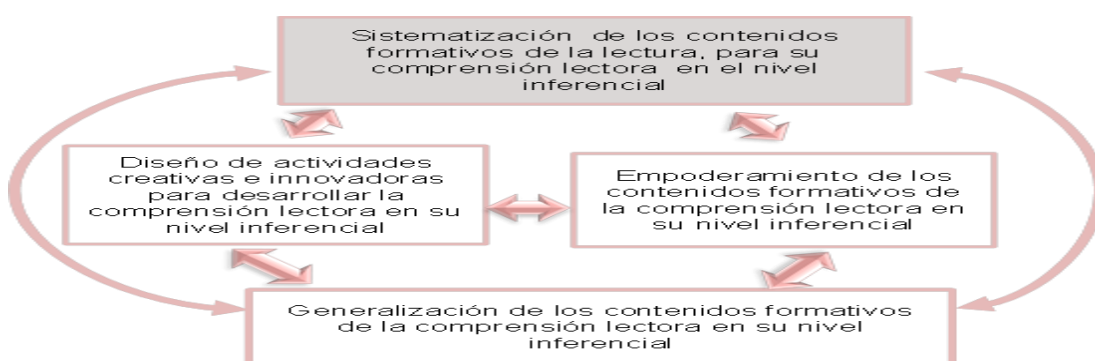 Sistematización de los contenidos
formativos de la lectura, para su
comprensión lectora en el nivel
inferencial
Diseño de actividades
creativas e innovadoras
para desarrollar la
comprensión lectora en su
nivel inferencial
Empoderamiento de los
contenidos formativos de
la comprensión lectora en
su nivel inferencial
Generalización de los contenidos formativos
de la comprensión lectora en su nivel
inferencial